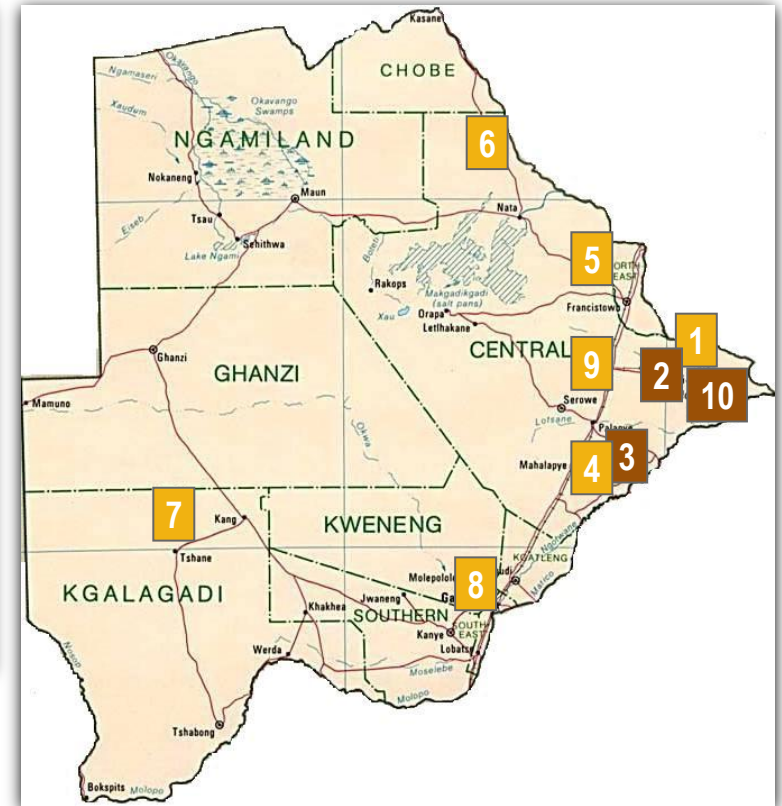 Kasane
CHOBE
Okavango
Ngamaseri
Xaudum
Okavango
Swamps
NGAMILAND
6
Nokaneng
Maun
Tsau
Nata
Eiseb
Sehithwa
Lake Ngami
Boteti
5
NORTH
EAST
Rakops
Makgadikgadi
(salt pans)
Francistown
Orapa
Xau
Letlhakane
1
CENTRAL
9
2
10
Ghanzi
GHANZI
Serowe
Mamuno
Lotsane
Okwa
Palapye
Mahalapye
3
4
7
Kang
KWENENG
Tshane
Ngotwane
KGATLENG
Molepolole
8
Marico
KGALAGADI
Jwaneng
Khakhea
SOUTHERN
SOUTH
EAST
Kanye
Nosop
Werda
Lobatse
Moselebe
Molopo
Tshabong
Bokspits
Molopo